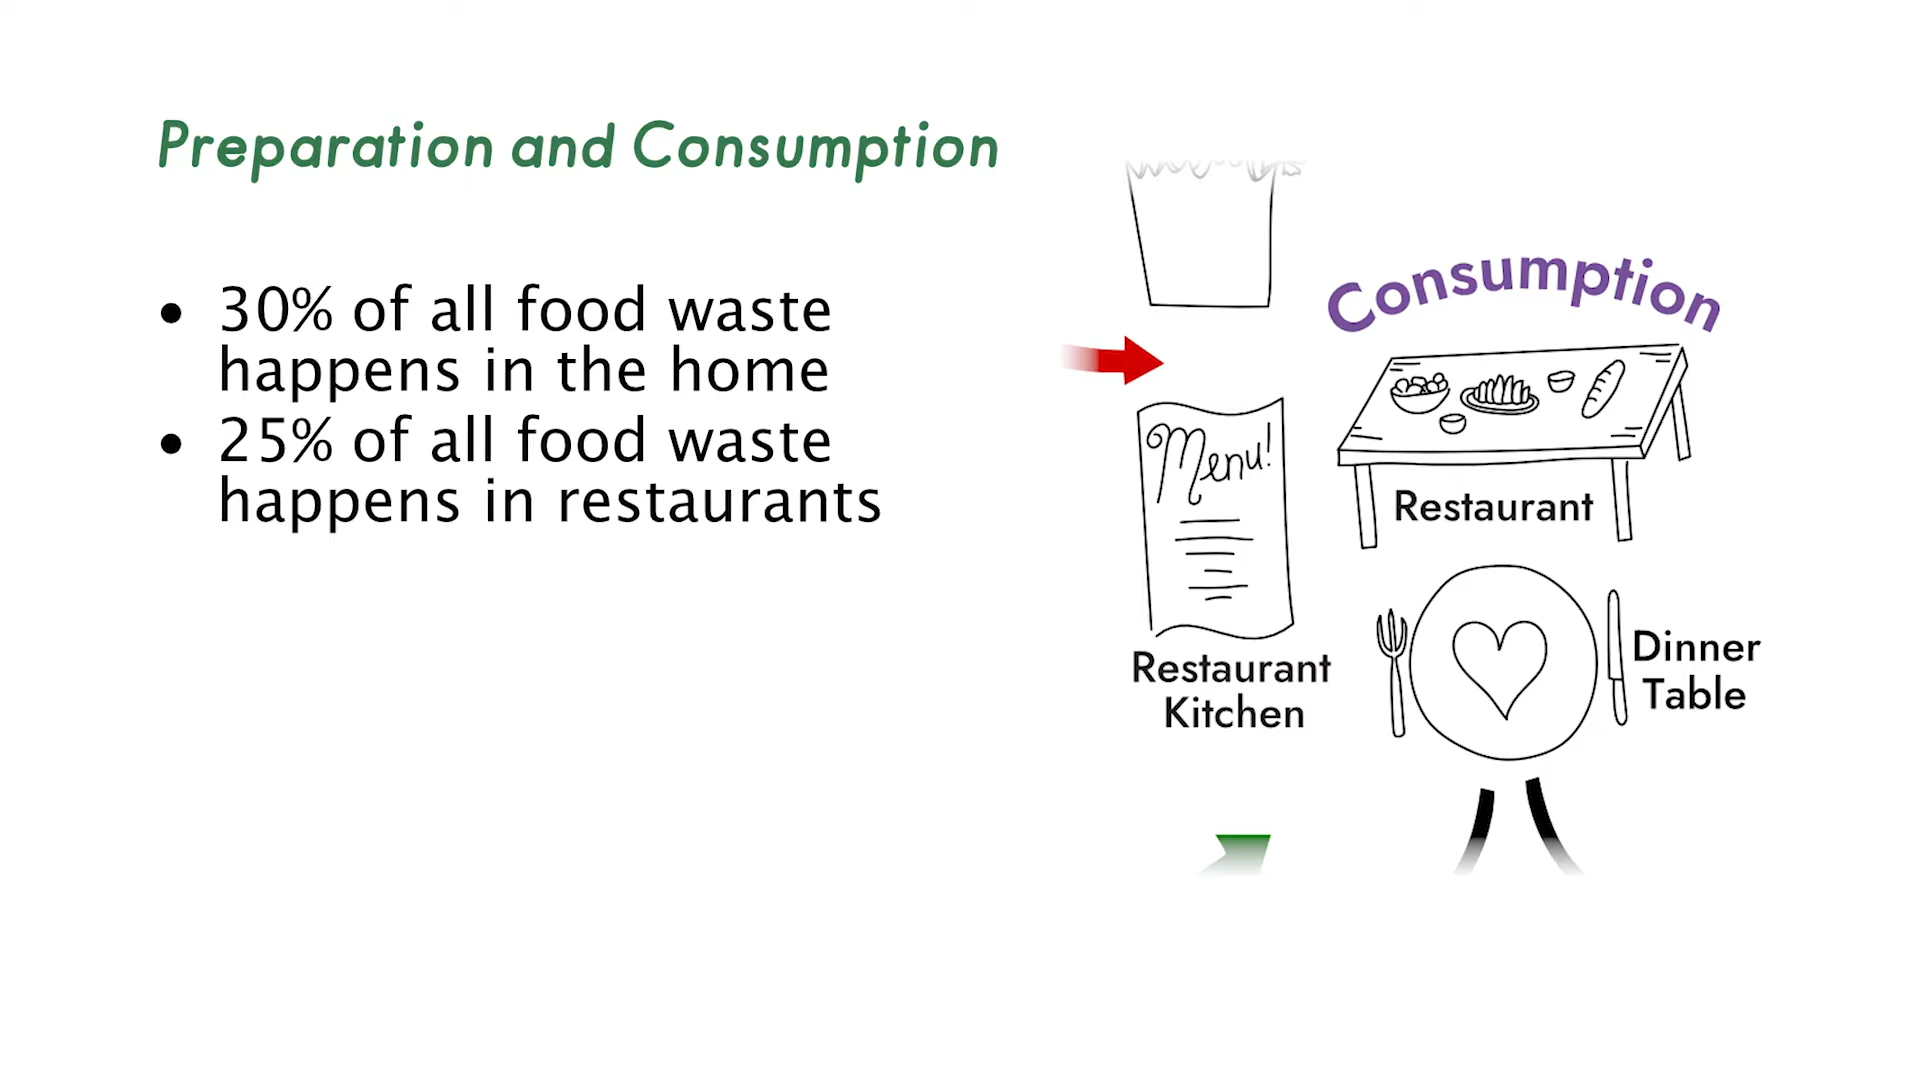 Preparation and Consumption
• 30% of all food waste
happens in the home
• 25% of all food waste
happens in restaurants
Consumption
Restaurant
Menu!
Restaurant
Kitchen
Dinner
Table